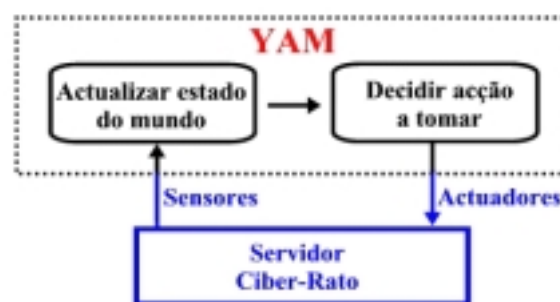 YAM
Actualizar estado
do mundo
Decidir acção
a tomar
Sensores
Actuadores
Servidor
Ciber-Rato